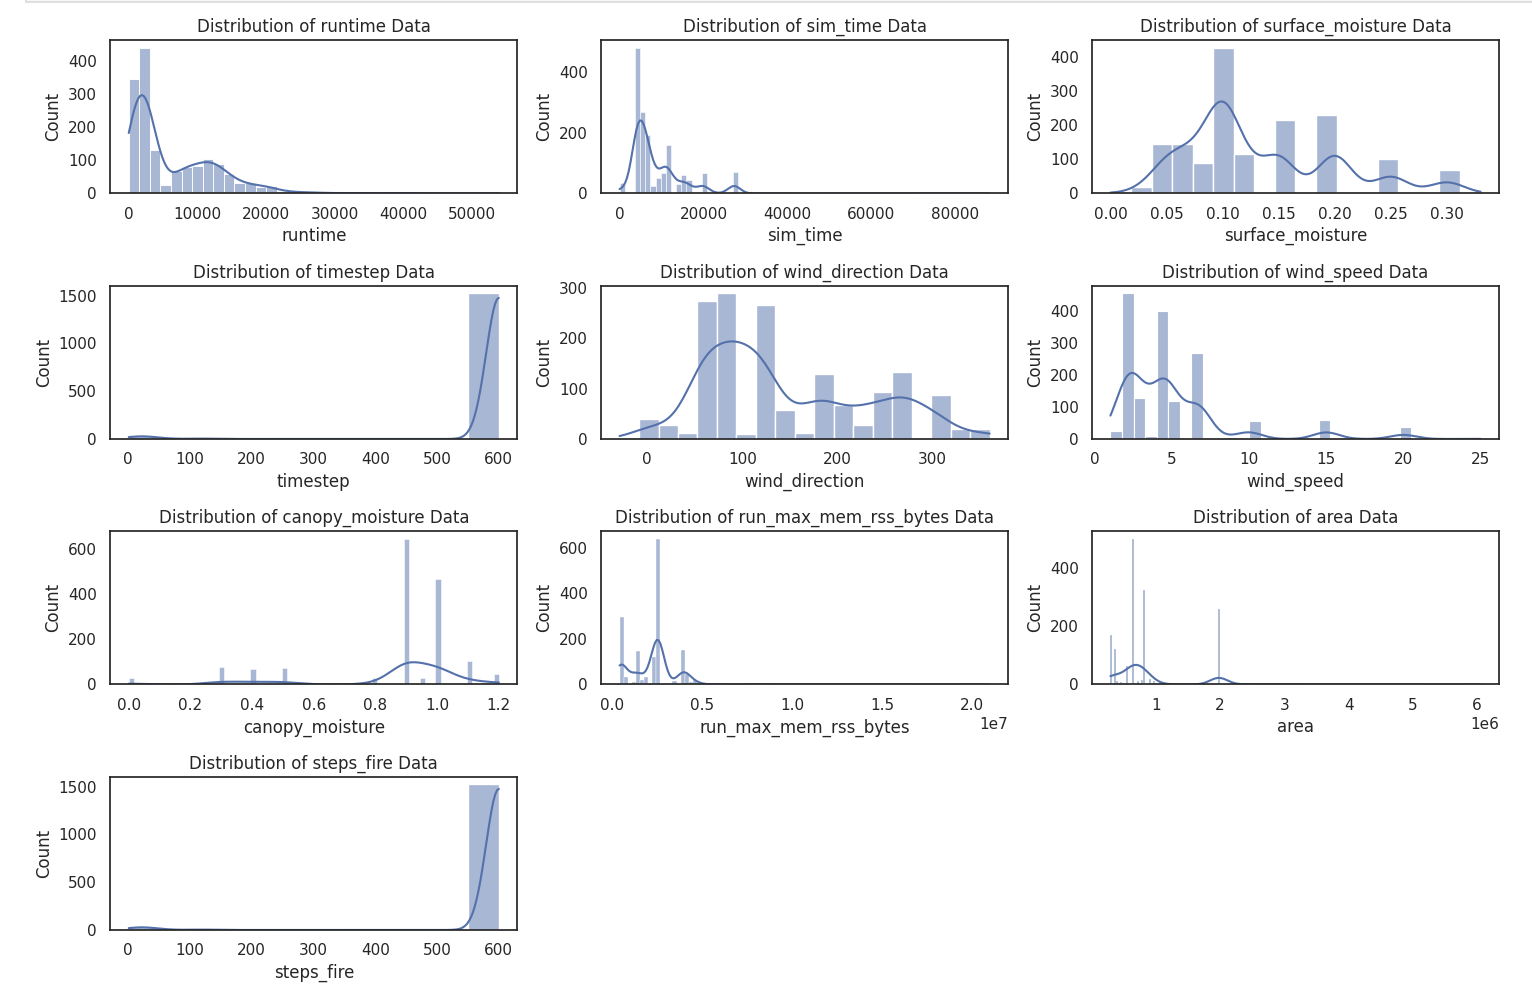 Distribution of runtime Data
Count
400
300
200
100
0
0 10000 20000 30000 40000 50000
runtime
Distribution of sim_time Data
Count
400
200
0
0 20000 40000 60000 80000
sim_time
Distribution of surface_moisture Data
Count
400
300
200
100
0
0.00 0.05 0.10 0.15 0.20 0.25 0.30
surface_moisture
Distribution of timestep Data
Count
1500
1000
500
0
0 100 200 300 400 500 600
timestep
Distribution of wind_direction Data
Count
300
200
100
0
0 100 200 300
wind_direction
Distribution of wind_speed Data
Count
400
300
200
100
0
0 5 10 15 20 25
wind_speed
Distribution of canopy_moisture Data
Count
600
400
200
0
0.0 0.2 0.4 0.6 0.8 1.0 1.2
canopy_moisture
Distribution of run_max_mem_rss_bytes Data
Count
600
400
200
0
0.0 0.5 1.0 1.5 2.0
1e7
run_max_mem_rss_bytes
Distribution of area Data
Count
400
200
0
1 2 3 4 5 6
1e6
area
Distribution of steps_fire Data
Count
1500
1000
500
0
0 100 200 300 400 500 600
steps_fire